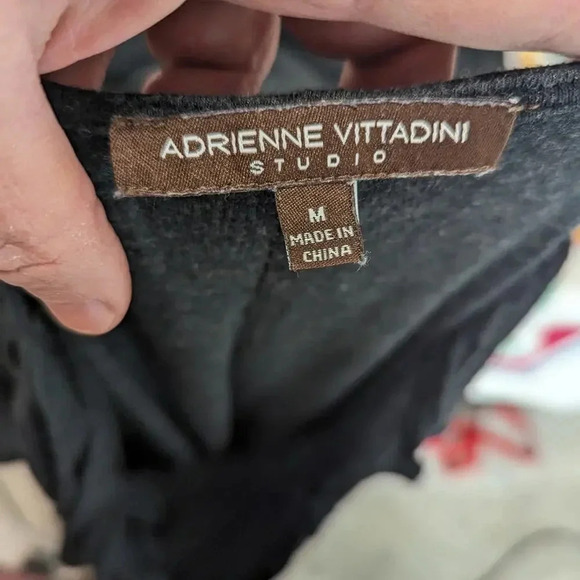 ADRIENNE VITTADINI
STUDIO
M
MADE IN
CHINA